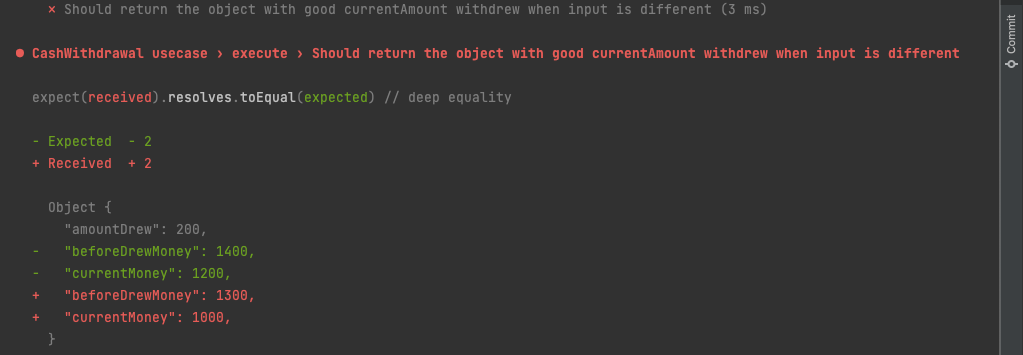 × Should return the object with good currentAmount withdrew when input is different (3 ms)
● CashWithdrawal usecase › execute › Should return the object with good currentAmount withdrew when input is different
expect(received).resolves.toEqual(expected) // deep equality
- Expected  - 2
+ Received  + 2
Object {
"amountDrew": 200,
-   "beforeDrewMoney": 1400,
-   "currentMoney": 1200,
+   "beforeDrewMoney": 1300,
+   "currentMoney": 1000,
}
Commit